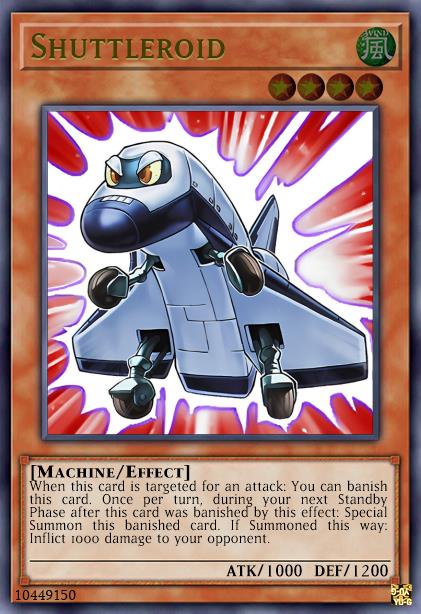 SHUTTLEROID
WIND
風
[MACHINE/EFFECT]
When this card is targeted for an attack: You can banish
this card. Once per turn, during your next Standby
Phase after this card was banished by this effect: Special
Summon this banished card. If Summoned this way:
Inflict 1000 damage to your opponent.
ATK/1000 DEF/1200
10449150